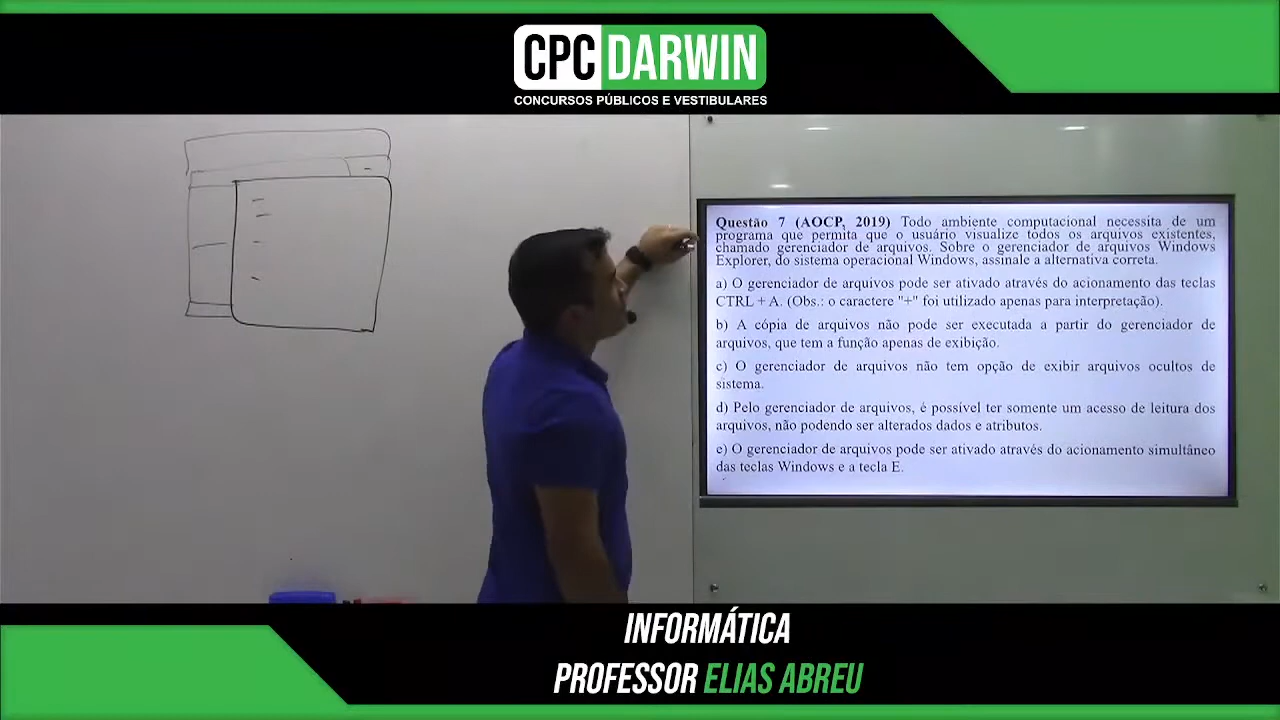 CPC DARWIN
CONCURSOS PÚBLICOS E VESTIBULARES
Questão 7 (AOCP, 2019) Todo ambiente computacional necessita de um
programa que permita que o usuário visualize todos os arquivos existentes,
chamado gerenciador de arquivos. Sobre o gerenciador de arquivos Windows
Explorer, do sistema operacional Windows, assinale a alternativa correta.
a) O gerenciador de arquivos pode ser ativado através do acionamento das teclas
CTRL + A. (Obs.: o caractere "+" foi utilizado apenas para interpretação).
b) A cópia de arquivos não pode ser executada a partir do gerenciador de
arquivos, que tem a função apenas de exibição.
c) O gerenciador de arquivos não tem opção de exibir arquivos ocultos de
sistema.
d) Pelo gerenciador de arquivos, é possível ter somente um acesso de leitura dos
arquivos, não podendo ser alterados dados e atributos.
e) O gerenciador de arquivos pode ser ativado através do acionamento simultâneo
das teclas Windows e a tecla E.
INFORMÁTICA
PROFESSOR ELIAS ABREU